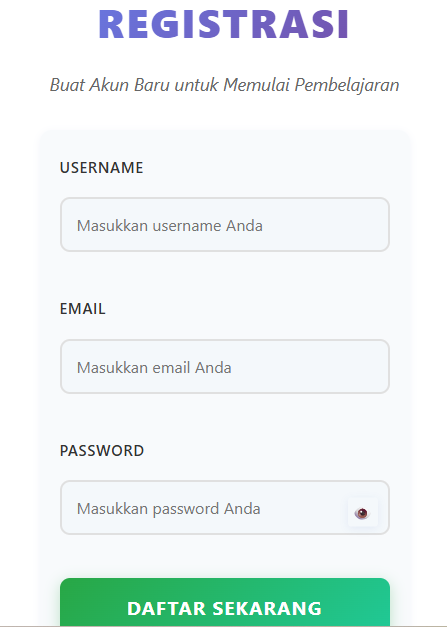 REGISTRASI
Buat Akun Baru untuk Memulai Pembelajaran
USERNAME
Masukkan username Anda
EMAIL
Masukkan email Anda
PASSWORD
Masukkan password Anda
DAFTAR SEKARANG